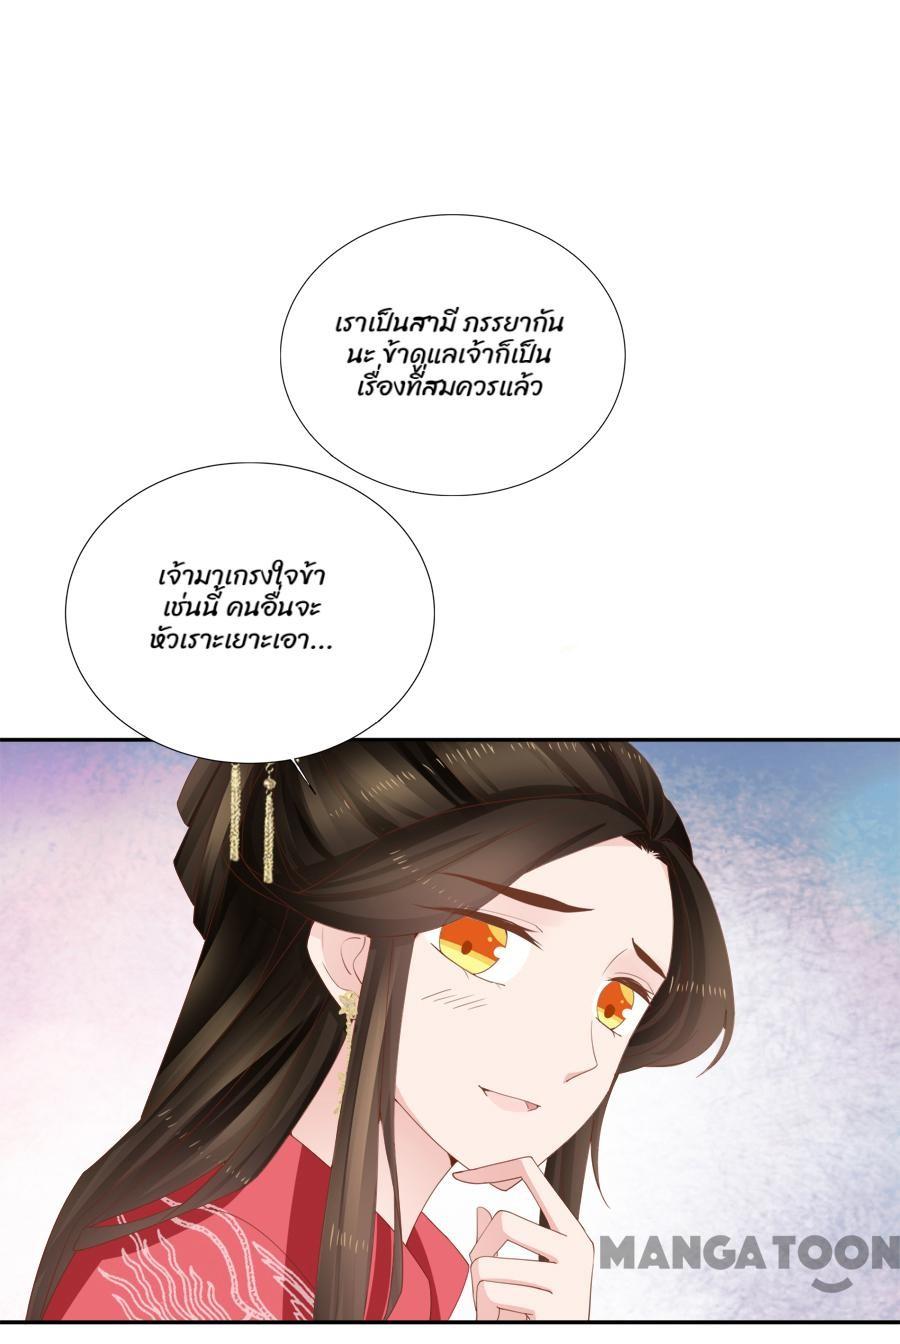 เราเป็นสามี ภรรยากัน
นะ ข้าดูแลเจ้าก็เป็น
เรื่องที่สมควรแล้ว
เจ้ามาเกรงใจข้า
เช่นนี้ คนอื่นจะ
หัวเราะเยาะเอา...
MANGA TOON